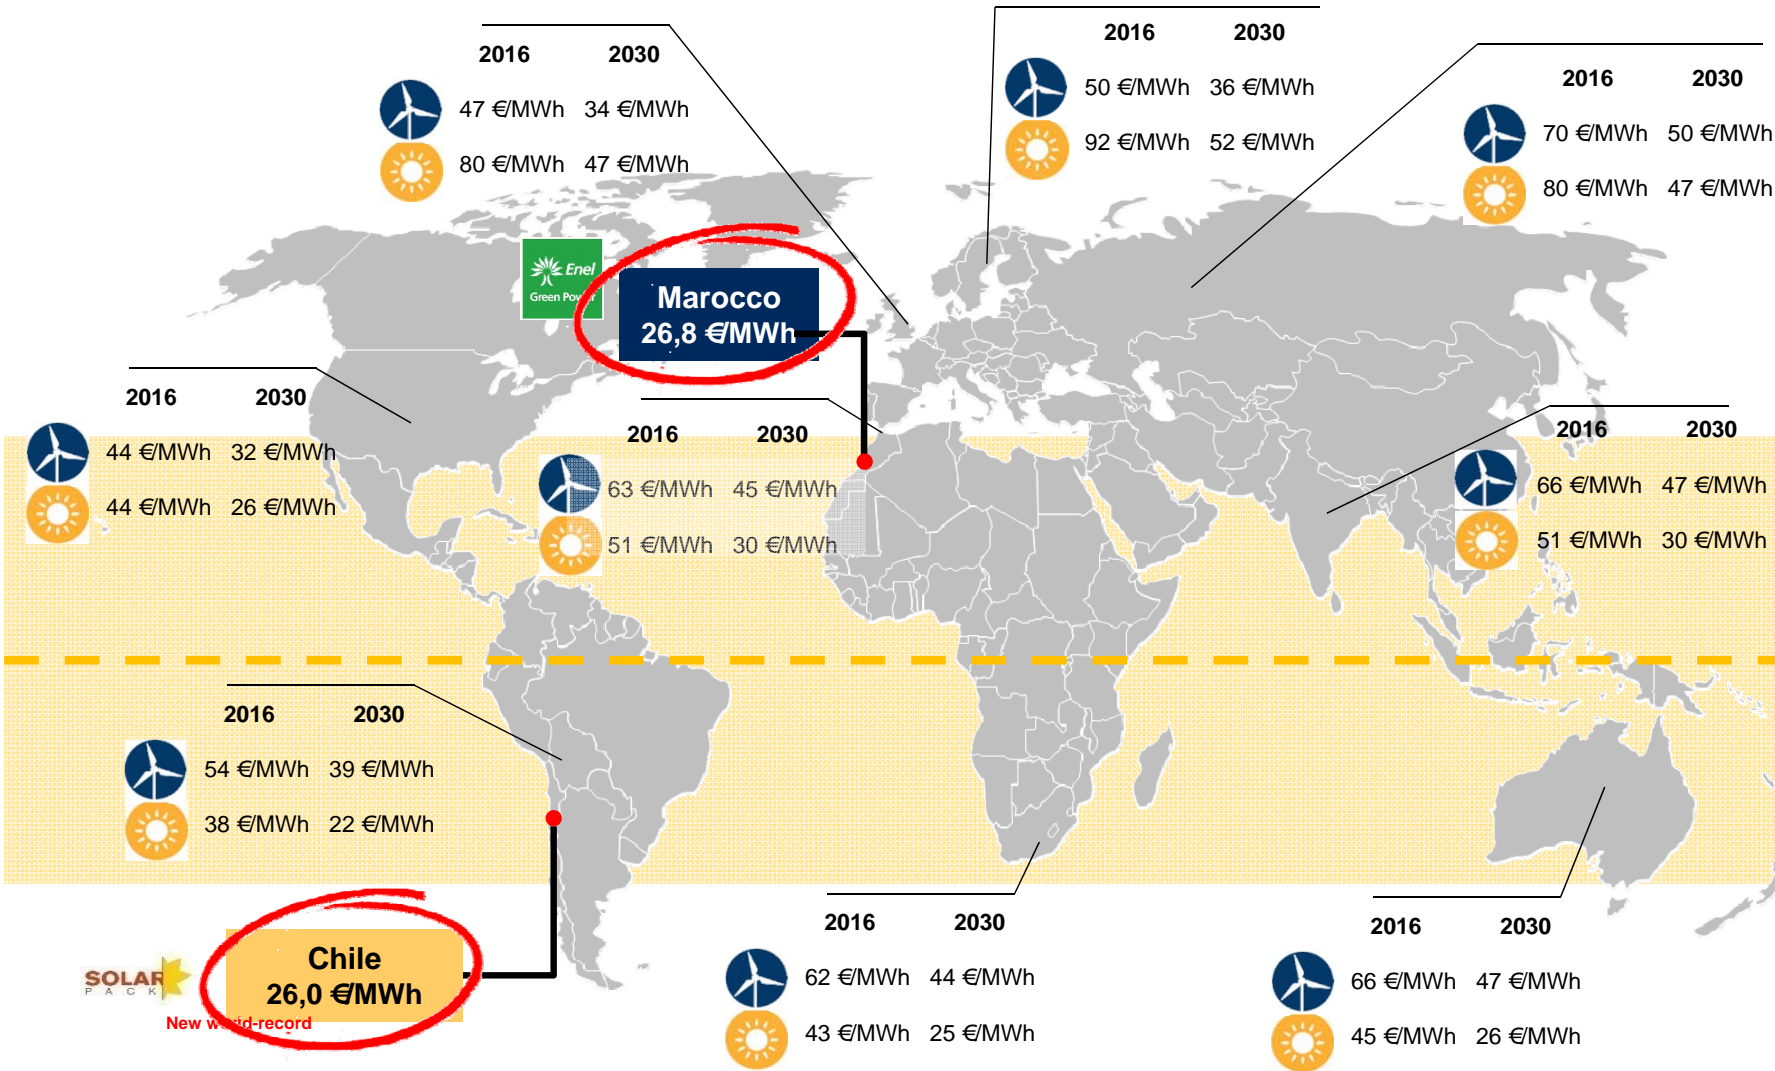 2016 2030
47 €/MWh 34 €/MWh
80 €/MWh 47 €/MWh
2016 2030
50 €/MWh 36 €/MWh
92 €/MWh 52 €/MWh
2016 2030
70 €/MWh 50 €/MWh
80 €/MWh 47 €/MWh
Enel
Green Power
Marocco
26,8 €/MWh
2016 2030
44 €/MWh 32 €/MWh
44 €/MWh 26 €/MWh
2016 2030
63 €/MWh 45 €/MWh
51 €/MWh 30 €/MWh
2016 2030
66 €/MWh 47 €/MWh
51 €/MWh 30 €/MWh
2016 2030
54 €/MWh 39 €/MWh
38 €/MWh 22 €/MWh
SOLAR
PACK
Chile
26,0 €/MWh
New world-record
2016 2030
62 €/MWh 44 €/MWh
43 €/MWh 25 €/MWh
2016 2030
66 €/MWh 47 €/MWh
45 €/MWh 26 €/MWh